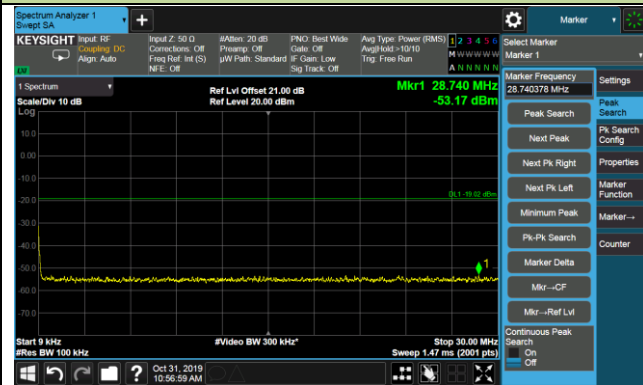 Spectrum Analyzer 1
Swept SA
Marker
KEYSIGHT
Input: RF
Coupling: DC
Align: Auto
Input Z: 50 Ω
Corrections: Off
Freq Ref: Int (S)
NFE: Off
#Atten: 20 dB
Preamp: Off
µW Path: Standard
PNO: Best Wide
Gate: Off
IF Gain: Low
Sig Track: Off
Avg Type: Power (RMS)
Avg|Hold:>10/10
Trig: Free Run
1 2 3 4 5 6
M W W W W W
A N N N N N
LW
Select Marker
Marker 1
1 Spectrum
Scale/Div 10 dB
Log
Ref Lvl Offset 21.00 dB
Ref Level 20.00 dBm
Mkr1 28.740 MHz
-53.17 dBm
Marker Frequency
28.740378 MHz
Peak Search
Next Peak
Next Pk Right
Next Pk Left
Minimum Peak
Pk-Pk Search
Marker Delta
Mkr→CF
Mkr→Ref Lvl
Continuous Peak
Search
On
Off
Settings
Peak
Search
Pk Search
Config
Properties
Marker
Function
Marker→
Counter
10.0
0.00
-10.0
-20.0
-30.0
-40.0
-50.0
-60.0
-70.0
DL1 -19.02 dBm
1
Start 9 kHz
#Res BW 100 kHz
#Video BW 300 kHz*
Stop 30.00 MHz
Sweep 1.47 ms (2001 pts)
?
Oct 31, 2019
10:56:59 AM